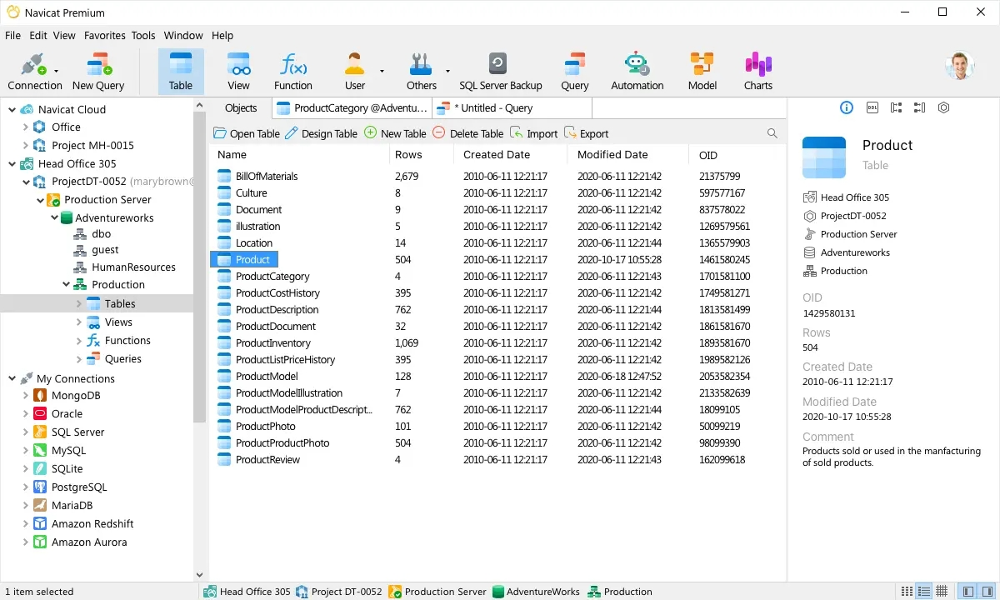 Navicat Premium
File Edit View Favorites Tools Window Help
Connection New Query Table View Function User Others SQL Server Backup Query Automation Model Charts
f(x)
Navicat Cloud
Office
Project MH-0015
Head Office 305
ProjectDT-0052 (marybrown@
Production Server
Adventureworks
dbo
guest
HumanResources
Production
Tables
Views
Functions
Queries
My Connections
MongoDB
Oracle
SQL Server
MySQL
SQLite
PostgreSQL
MariaDB
Amazon Redshift
Amazon Aurora
Objects ProductCategory @Adventu... * Untitled - Query
Open Table Design Table New Table Delete Table Import Export
Name Rows Created Date Modified Date OID
BillOfMaterials 2,679 2010-06-11 12:21:17 2020-06-11 12:21:42 21375799
Culture 8 2010-06-11 12:21:17 2020-06-11 12:21:42 597577167
Document 9 2010-06-11 12:21:17 2020-06-11 12:21:42 837578022
illustration 5 2010-06-11 12:21:17 2020-06-11 12:21:42 1269579561
Location 14 2010-06-11 12:21:17 2020-06-11 12:21:44 1365579903
Product 504 2010-06-11 12:21:17 2020-10-17 10:55:28 1461580245
ProductCategory 4 2010-06-11 12:21:17 2020-06-11 12:21:43 1701581100
ProductCostHistory 395 2010-06-11 12:21:17 2020-06-11 12:21:42 1749581271
ProductDescription 762 2010-06-11 12:21:17 2020-06-11 12:21:44 1813581499
ProductDocument 32 2010-06-11 12:21:17 2020-06-11 12:21:42 1861581670
ProductInventory 1,069 2010-06-11 12:21:17 2020-06-11 12:21:42 1893581670
ProductListPriceHistory 395 2010-06-11 12:21:17 2020-06-11 12:21:42 1989582126
ProductModel 128 2010-06-11 12:21:17 2020-06-18 12:47:52 2053582354
ProductModelIllustration 7 2010-06-11 12:21:17 2020-06-11 12:21:42 2133582639
ProductModelProductDescript... 762 2010-06-11 12:21:17 2020-06-11 12:21:44 18099105
ProductPhoto 101 2010-06-11 12:21:17 2020-06-11 12:21:42 50099219
ProductProductPhoto 504 2010-06-11 12:21:17 2020-06-11 12:21:42 98099390
ProductReview 4 2010-06-11 12:21:17 2020-06-11 12:21:43 162099618
DDL
Product
Table
Head Office 305
ProjectDT-0052
Production Server
Adventureworks
Production
OID
1429580131
Rows
504
Created Date
2010-06-11 12:21:17
Modified Date
2020-10-17 10:55:28
Comment
Products sold or used in the manfacturing
of sold products.
1 item selected Head Office 305 Project DT-0052 Production Server AdventureWorks Production